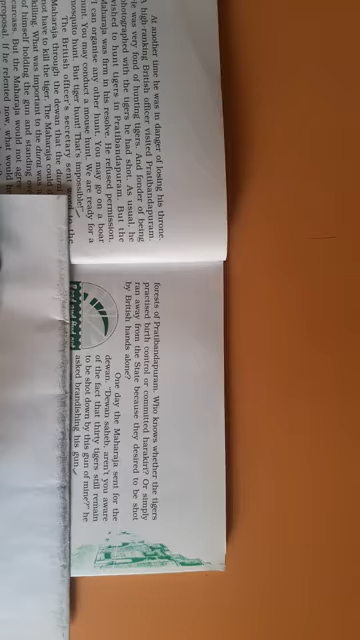 At another time he was in danger of losing his throne.
A high-ranking British officer visited Pratibandapuram.
He was very fond of hunting tigers. And fonder of being
photographed with the tigers he had shot. As usual, he
wished to hunt tigers in Pratibandapuram. But the
Maharaja was firm in his resolve. He refused permission.
"I can organise any other hunt. You may go on a boar
hunt. You may conduct a mouse hunt. We are ready for a
mosquito hunt. But tiger hunt! That's impossible!"
The British officer's secretary sent word to the
Maharaja through the dewan that the durai
not have to kill the tiger. The Maharaja could
killing. What was important to the durai was
of himself holding the gun and standing
carcass. But the Maharaja would not agree
proposal. If he relented now, what would he
forests of Pratibandapuram. Who knows whether the tigers
practised birth control or committed harakiri? Or simply
ran away from the State because they desired to be shot
by British hands alone?
One day the Maharaja sent for the
dewan. "Dewan saheb, aren't you aware
of the fact that thirty tigers still remain
to be shot down by this gun of mine?" he
asked brandishing his gun.